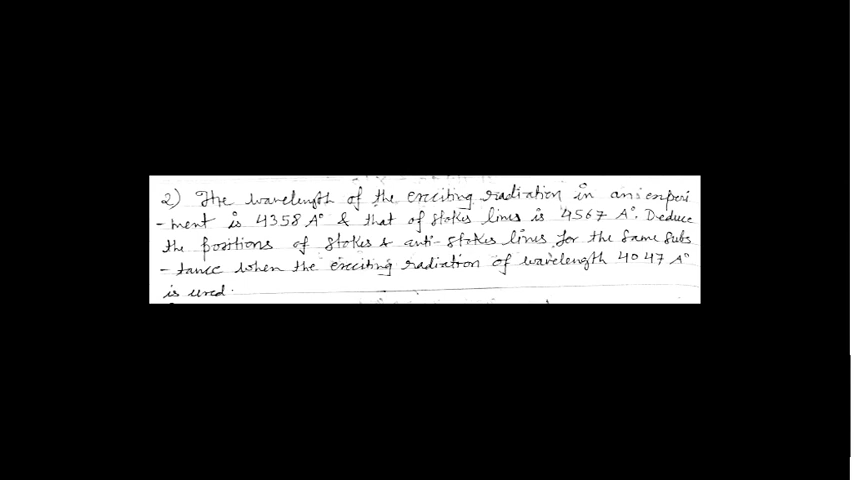 2) The wavelength of the exciting radiation in an experi
-ment is 4358 A° & that of stokes lines is 4567 A°. Deduce
the positions of stokes & anti-stokes lines for the same subs
-tance when the exciting radiation of wavelength 4047 A°
is used.